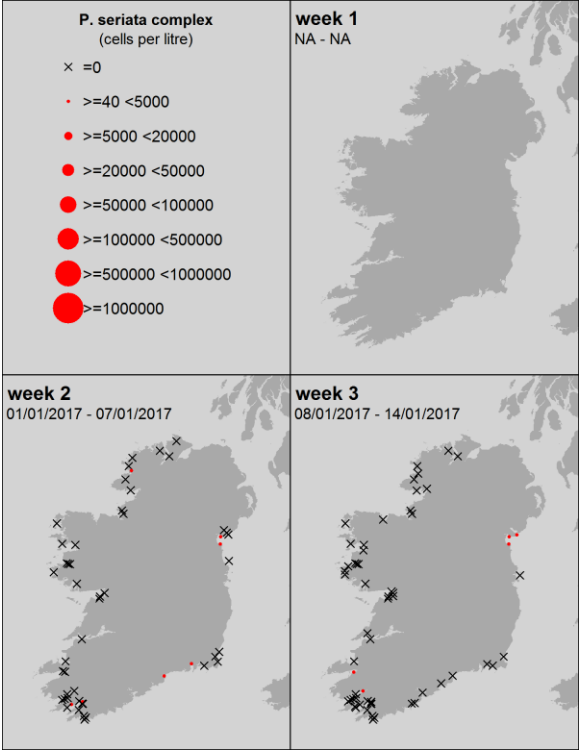 P. seriata complex
(cells per litre)
=0
>=40 <5000
>=5000 <20000
>=20000 <50000
>=50000 <100000
>=100000 <500000
>=500000 <1000000
>=1000000
week 1
NA - NA
week 2
01/01/2017 - 07/01/2017
week 3
08/01/2017 - 14/01/2017